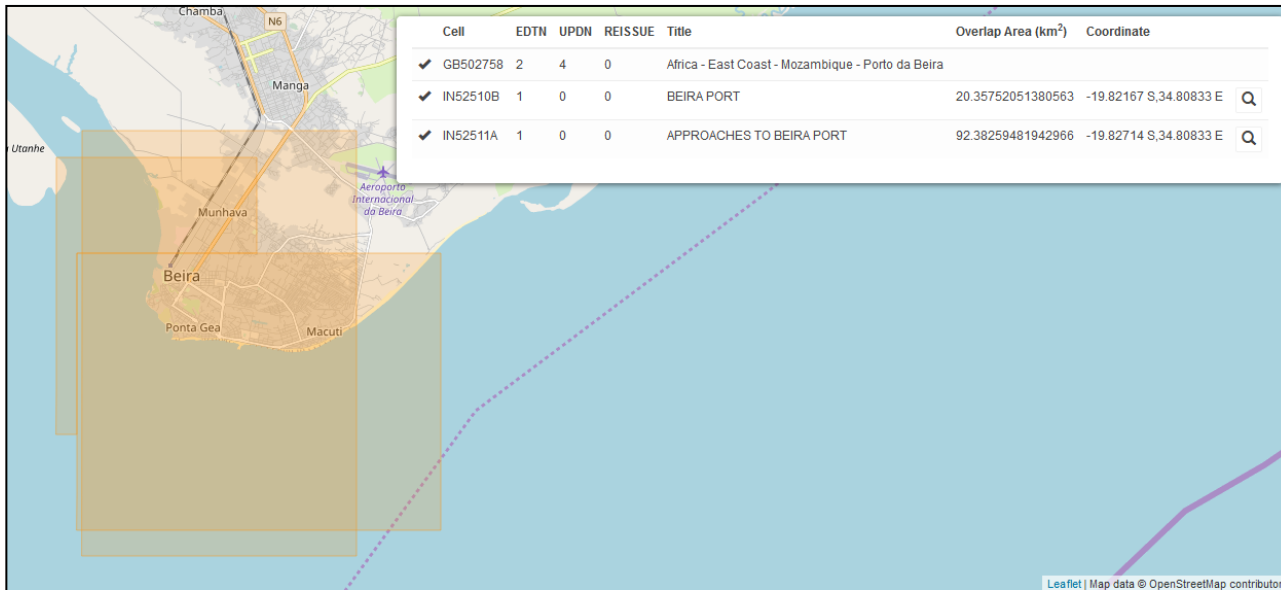 Chamba
N6
Manga
Utanhe
Aeroporto
Internacional
da Beira
Munhava
Beira
Ponta Gea
Macuti
Cell EDTN UPDN REISSUE Title Overlap Area (km²) Coordinate
✔ GB502758 2 4 0 Africa - East Coast - Mozambique - Porto da Beira
✔ IN52510B 1 0 0 BEIRA PORT 20.35752051380563 -19.82167 S,34.80833 E
✔ IN52511A 1 0 0 APPROACHES TO BEIRA PORT 92.38259481942966 -19.82714 S,34.80833 E
Leaflet | Map data © OpenStreetMap contributor